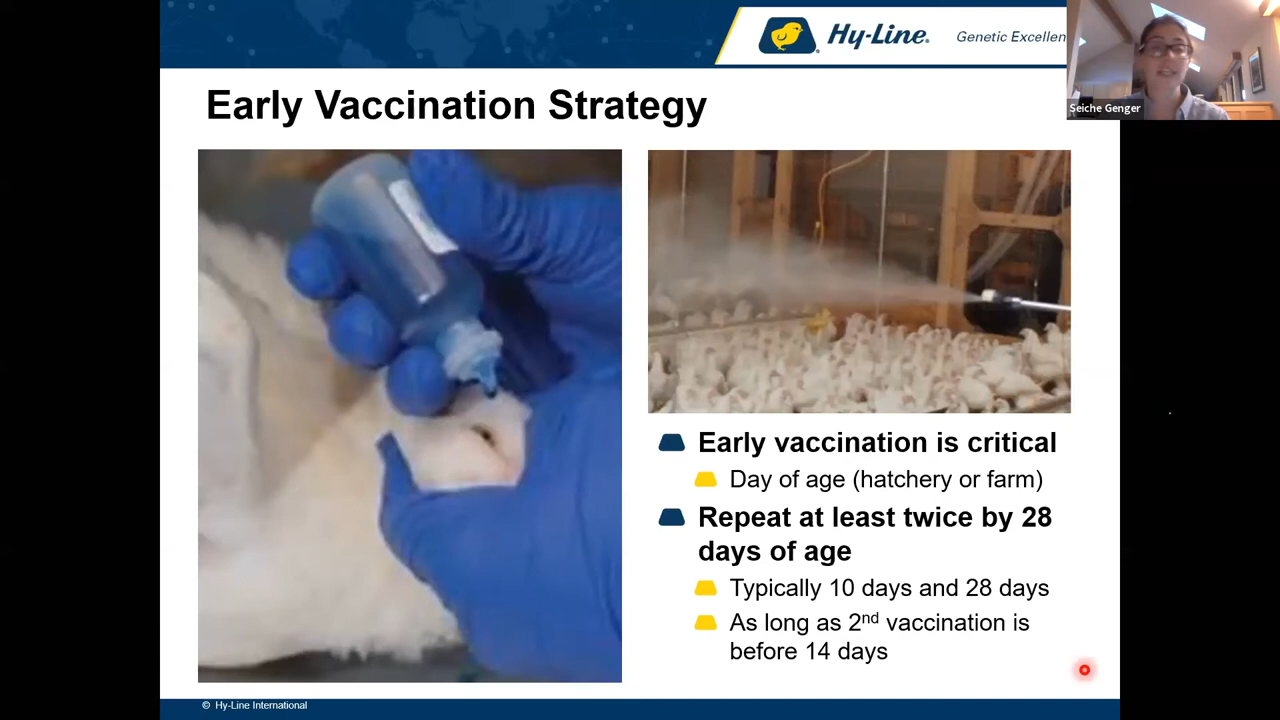 Hy-Line®
Genetic Excellen
Seiche Genger
Early Vaccination Strategy
Early vaccination is critical
Day of age (hatchery or farm)
Repeat at least twice by 28
days of age
Typically 10 days and 28 days
As long as 2nd vaccination is
before 14 days
© Hy-Line International